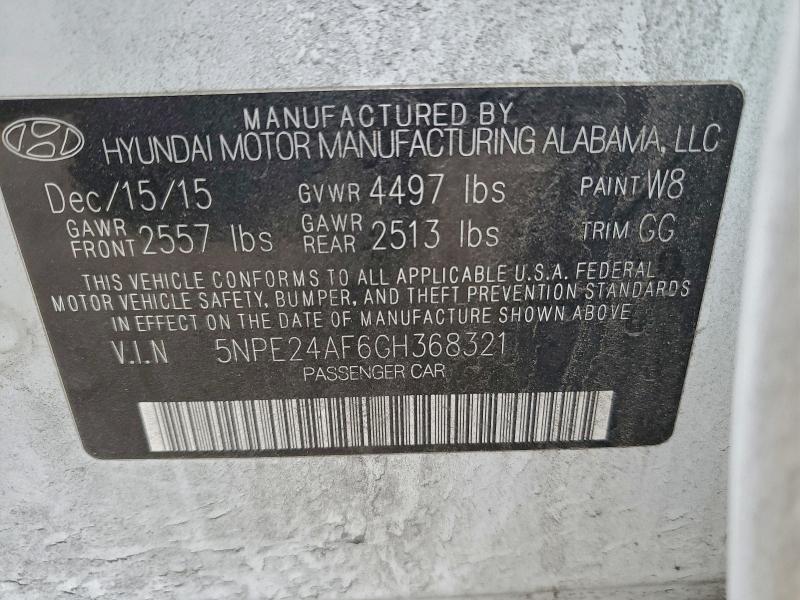 MANUFACTURED BY
HYUNDAI MOTOR MANUFACTURING ALABAMA, LLC
Dec/15/15 GVWR 4497 lbs PAINT W8
GAWR FRONT 2557 lbs GAWR REAR 2513 lbs TRIM GG
THIS VEHICLE CONFORMS TO ALL APPLICABLE U.S.A. FEDERAL
MOTOR VEHICLE SAFETY, BUMPER, AND THEFT PREVENTION STANDARDS
IN EFFECT ON THE DATE OF MANUFACTURE SHOWN ABOVE.
V.I.N 5NPE24AF6GH368321
PASSENGER CAR